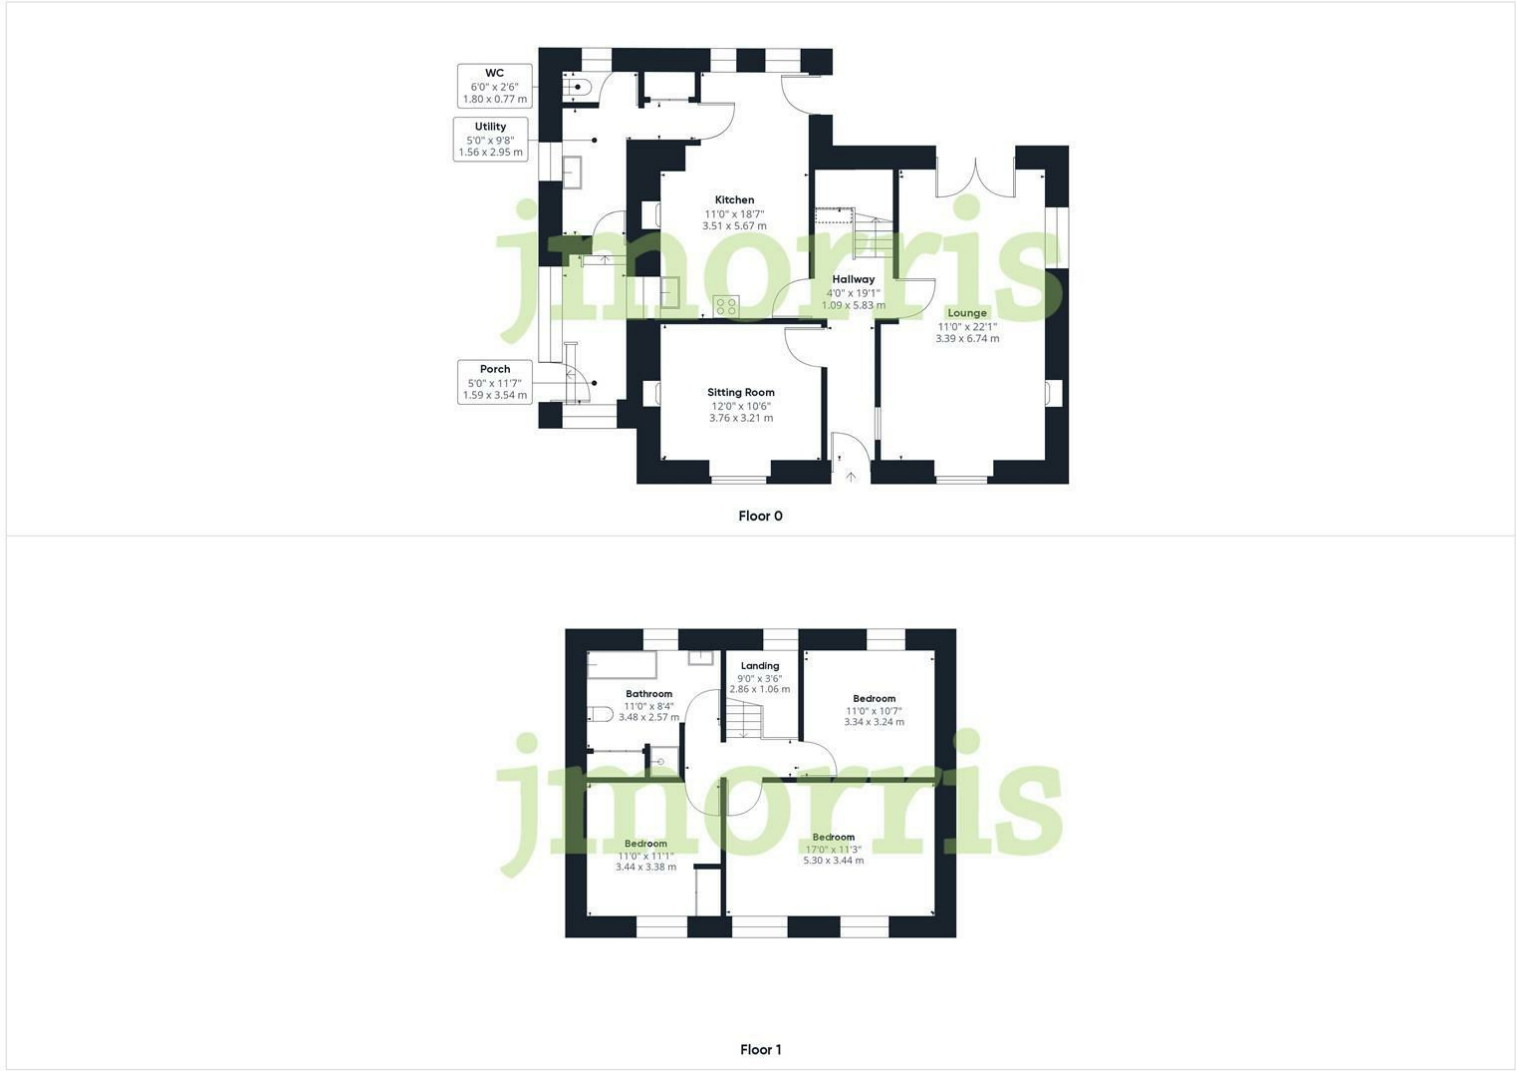 WC
6'0" x 2'6"
1.80 x 0.77 m
Utility
5'0" x 9'8"
1.56 x 2.95 m
Kitchen
11'0" x 18'7"
3.51 x 5.67 m
Hallway
4'0" x 19'1"
1.09 x 5.83 m
Lounge
11'0" x 22'1"
3.39 x 6.74 m
jmorris
Porch
5'0" x 11'7"
1.59 x 3.54 m
Sitting Room
12'0" x 10'6"
3.76 x 3.21 m
Floor 0
Landing
9'0" x 3'6"
2.86 x 1.06 m
Bathroom
11'0" x 8'4"
3.48 x 2.57 m
Bedroom
11'0" x 10'7"
3.34 x 3.24 m
jmorris
Bedroom
11'0" x 11'1"
3.44 x 3.38 m
Bedroom
17'0" x 11'3"
5.30 x 3.44 m
Floor 1